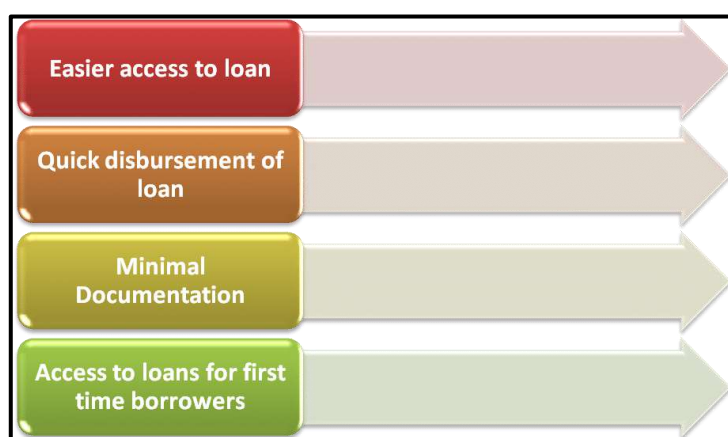 Easier access to loan
Quick disbursement of
loan
Minimal
Documentation
Access to loans for first
time borrowers